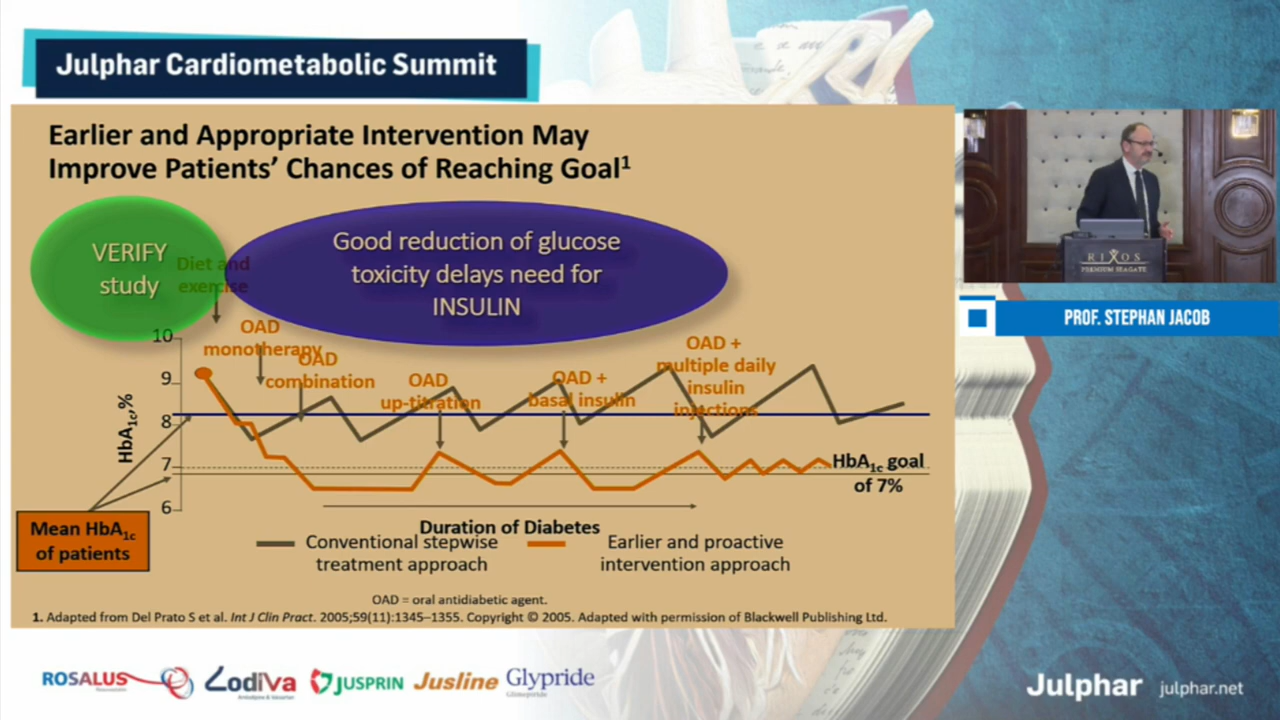 Julphar Cardiometabolic Summit
Earlier and Appropriate Intervention May
Improve Patients' Chances of Reaching Goal1
VERIFY
study
Good reduction of glucose
toxicity delays need for
INSULIN
Diet and
exercise
OAD
monotherapy
OAD
combination
OAD
up-titration
OAD +
basal insulin
OAD +
multiple daily
insulin
injections
HbA1c,%
10
9
8
7
6
HbA1c goal
of 7%
Mean HbA1c
of patients
Duration of Diabetes
Conventional stepwise
treatment approach
Earlier and proactive
intervention approach
OAD = oral antidiabetic agent.
1. Adapted from Del Prato S et al. Int J Clin Pract. 2005;59(11):1345–1355. Copyright © 2005. Adapted with permission of Blackwell Publishing Ltd.
RIXOS
PREMIUM SEAGATE
PROF. STEPHAN JACOB
ROSALUS
Lodiva
Amlodipine & Valsartan
JUSPRIN
Jusline
Glypride
Glimepiride
Julphar
julphar.net